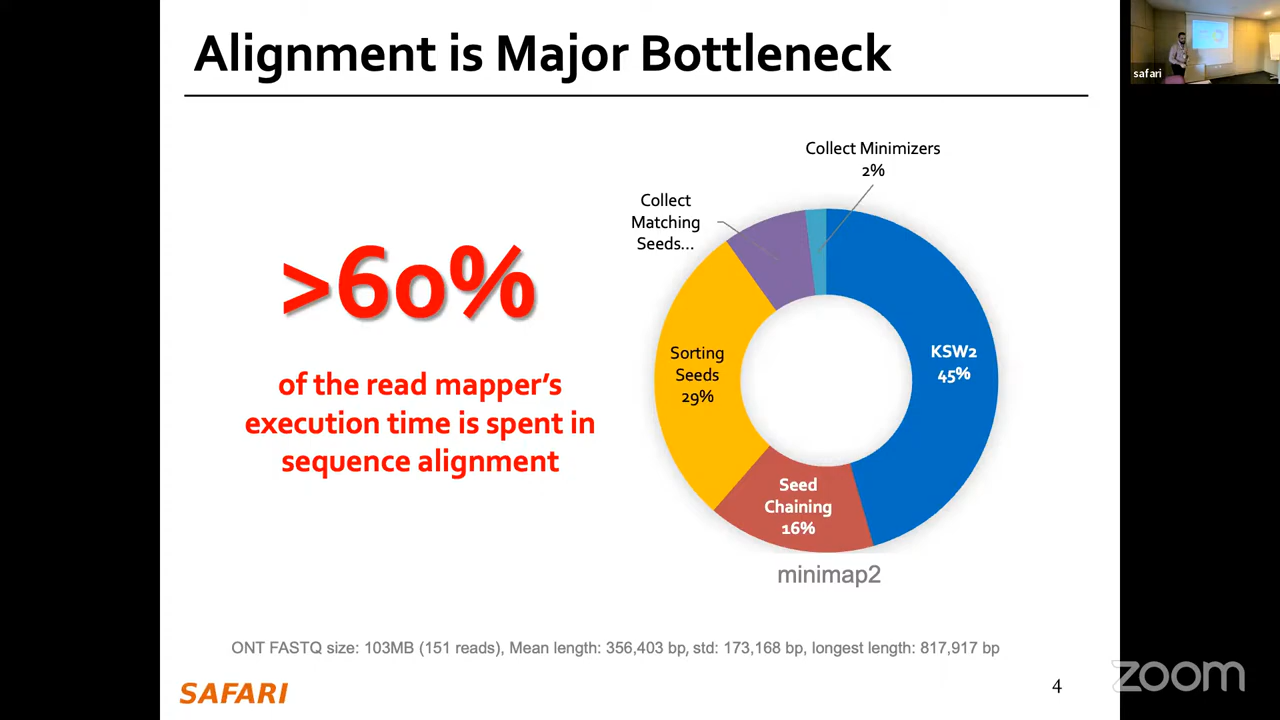 Alignment is Major Bottleneck
safari
Collect Minimizers
2%
Collect
Matching
Seeds...
>60%
of the read mapper's
execution time is spent in
sequence alignment
Sorting
Seeds
29%
KSW2
45%
Seed
Chaining
16%
minimap2
ONT FASTQ size: 103MB (151 reads), Mean length: 356,403 bp, std: 173,168 bp, longest length: 817,917 bp
SAFARI
4
zoom